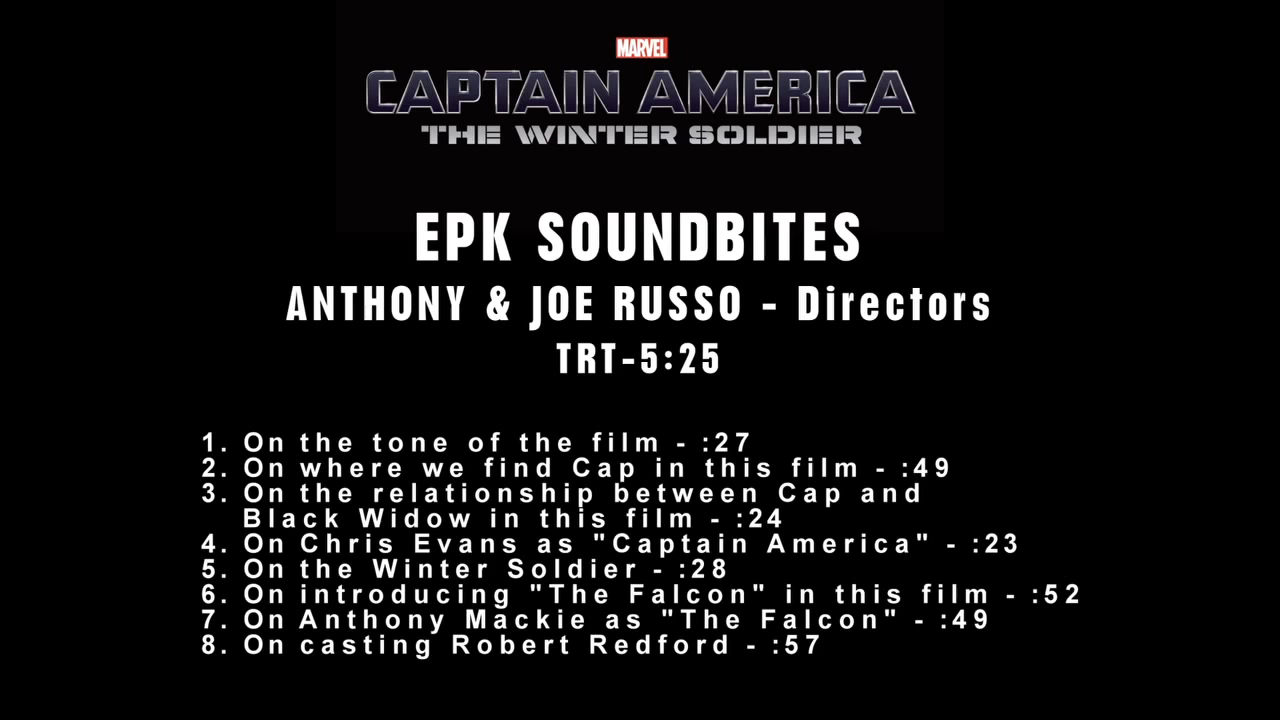 MARVEL
CAPTAIN AMERICA
THE WINTER SOLDIER
EPK SOUNDBITES
ANTHONY & JOE RUSSO - Directors
TRT-5:25
1. On the tone of the film - :27
2. On where we find Cap in this film - :49
3. On the relationship between Cap and
Black Widow in this film - :24
4. On Chris Evans as "Captain America" - :23
5. On the Winter Soldier - :28
6. On introducing "The Falcon" in this film - :52
7. On Anthony Mackie as "The Falcon" - :49
8. On casting Robert Redford - :57